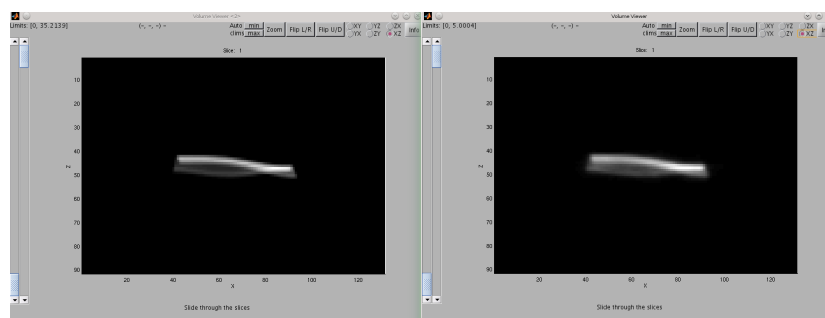 Volume Viewer <2>
Limits: [0, 35.2139]
(-, -, -) -
Auto
clims
min
max
Zoom
Flip L/R
Flip U/D
XY
YX
YZ
ZY
ZX
XZ
Info
Slice: 1
10
20
30
40
50
60
70
80
90
Z
20
40
60
80
100
120
X
Slide through the slices
Volume Viewer
Limits: [0, 5.0004]
(-, -, -) -
Auto
clims
min
max
Zoom
Flip L/R
Flip U/D
XY
YX
YZ
ZY
ZX
XZ
Slice: 1
10
20
30
40
50
60
70
80
90
Z
20
40
60
80
100
120
X
Slide through the slices